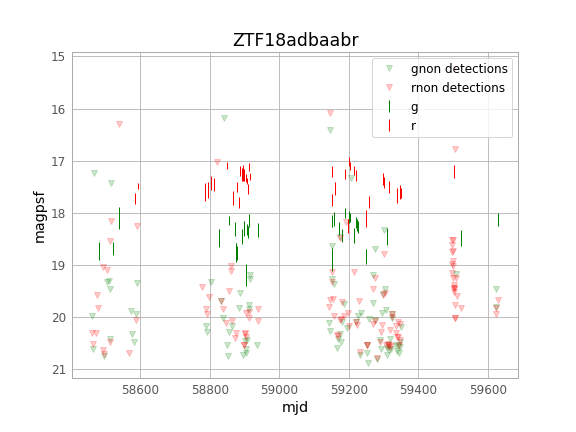 ZTF18adbaabr
15
16
17
18
19
20
21
magpsf
gnon detections
rnon detections
g
r
58600
58800
59000
59200
59400
59600
mjd